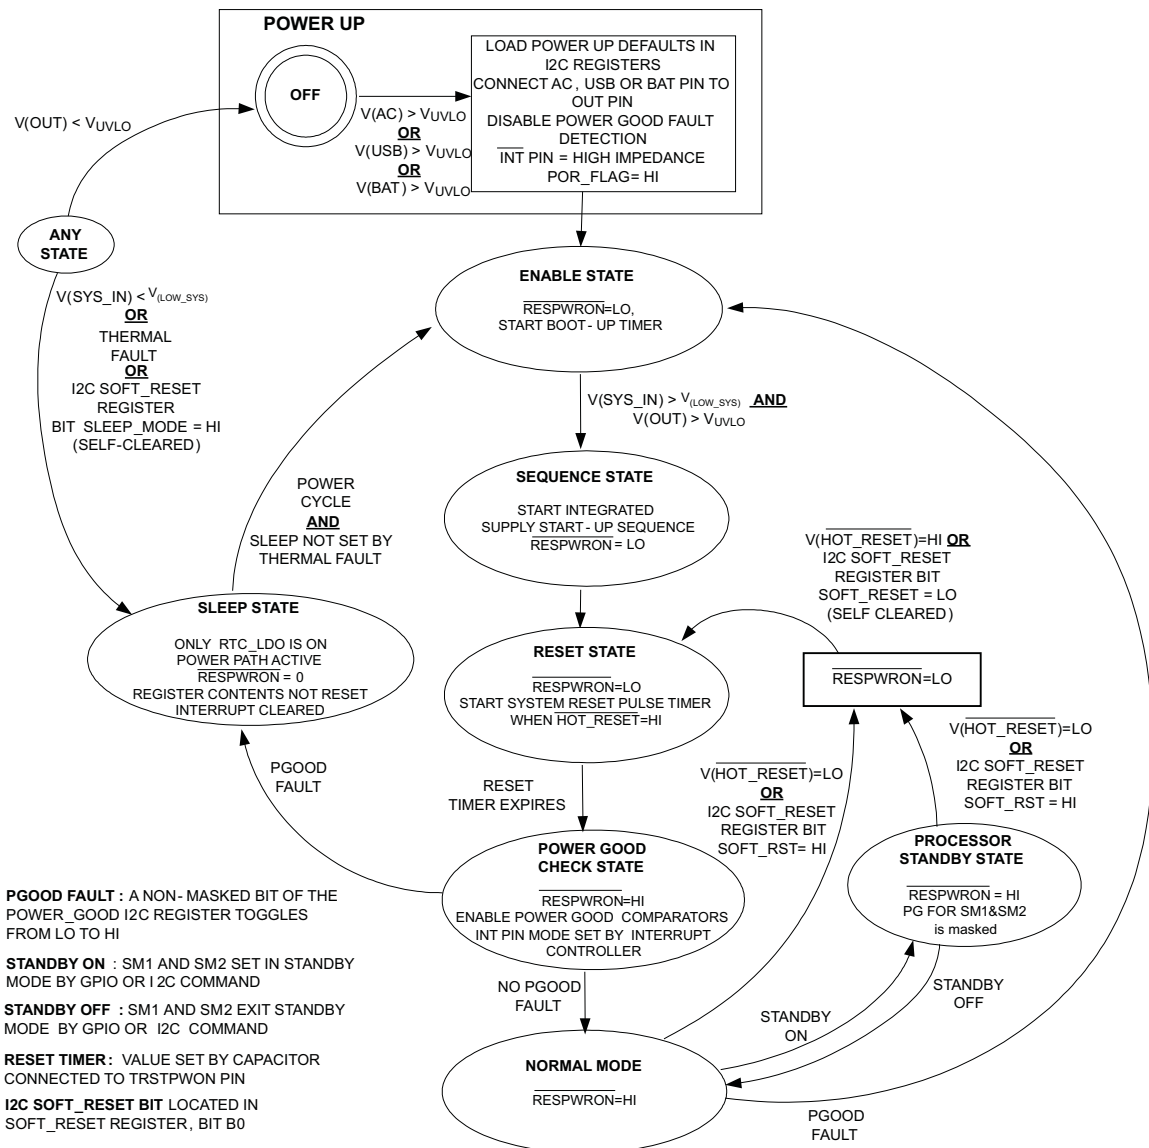 POWER UP
OFF
V(AC) > VUVLO
OR
V(USB) > VUVLO
OR
V(BAT) > VUVLO
LOAD POWER UP DEFAULTS IN
I2C REGISTERS
CONNECT AC, USB OR BAT PIN TO
OUT PIN
DISABLE POWER GOOD FAULT
DETECTION
INT PIN = HIGH IMPEDANCE
POR_FLAG= HI
V(OUT) < VUVLO
ANY
STATE
V(SYS_IN) < V(LOW_SYS)
OR
THERMAL
FAULT
OR
I2C SOFT_RESET
REGISTER
BIT SLEEP_MODE = HI
(SELF-CLEARED)
ENABLE STATE
RESPWRON=LO,
START BOOT - UP TIMER
V(SYS_IN) > V(LOW_SYS) AND
V(OUT) > VUVLO
POWER
CYCLE
AND
SLEEP NOT SET BY
THERMAL FAULT
SEQUENCE STATE
START INTEGRATED
SUPPLY START - UP SEQUENCE
RESPWRON = LO
V(HOT_RESET)=HI OR
I2C SOFT_RESET
REGISTER BIT
SOFT_RESET = LO
(SELF CLEARED)
SLEEP STATE
ONLY RTC_LDO IS ON
POWER PATH ACTIVE
RESPWRON = 0
REGISTER CONTENTS NOT RESET
INTERRUPT CLEARED
RESET STATE
RESPWRON=LO
START SYSTEM RESET PULSE TIMER
WHEN HOT_RESET=HI
RESPWRON=LO
PGOOD
FAULT
RESET
TIMER EXPIRES
V(HOT_RESET)=LO
OR
I2C SOFT_RESET
REGISTER BIT
SOFT_RST= HI
V(HOT_RESET)=LO
OR
I2C SOFT_RESET
REGISTER BIT
SOFT_RST = HI
POWER GOOD
CHECK STATE
RESPWRON=HI
ENABLE POWER GOOD COMPARATORS
INT PIN MODE SET BY INTERRUPT
CONTROLLER
PROCESSOR
STANDBY STATE
RESPWRON = HI
PG FOR SM1&SM2
is masked
NO PGOOD
FAULT
STANDBY
ON
STANDBY
OFF
NORMAL MODE
RESPWRON=HI
PGOOD
FAULT
PGOOD FAULT : A NON- MASKED BIT OF THE
POWER_GOOD I2C REGISTER TOGGLES
FROM LO TO HI
STANDBY ON : SM1 AND SM2 SET IN STANDBY
MODE BY GPIO OR I2C COMMAND
STANDBY OFF : SM1 AND SM2 EXIT STANDBY
MODE BY GPIO OR I2C COMMAND
RESET TIMER: VALUE SET BY CAPACITOR
CONNECTED TO TRSTPWON PIN
I2C SOFT_RESET BIT LOCATED IN
SOFT_RESET REGISTER, BIT B0